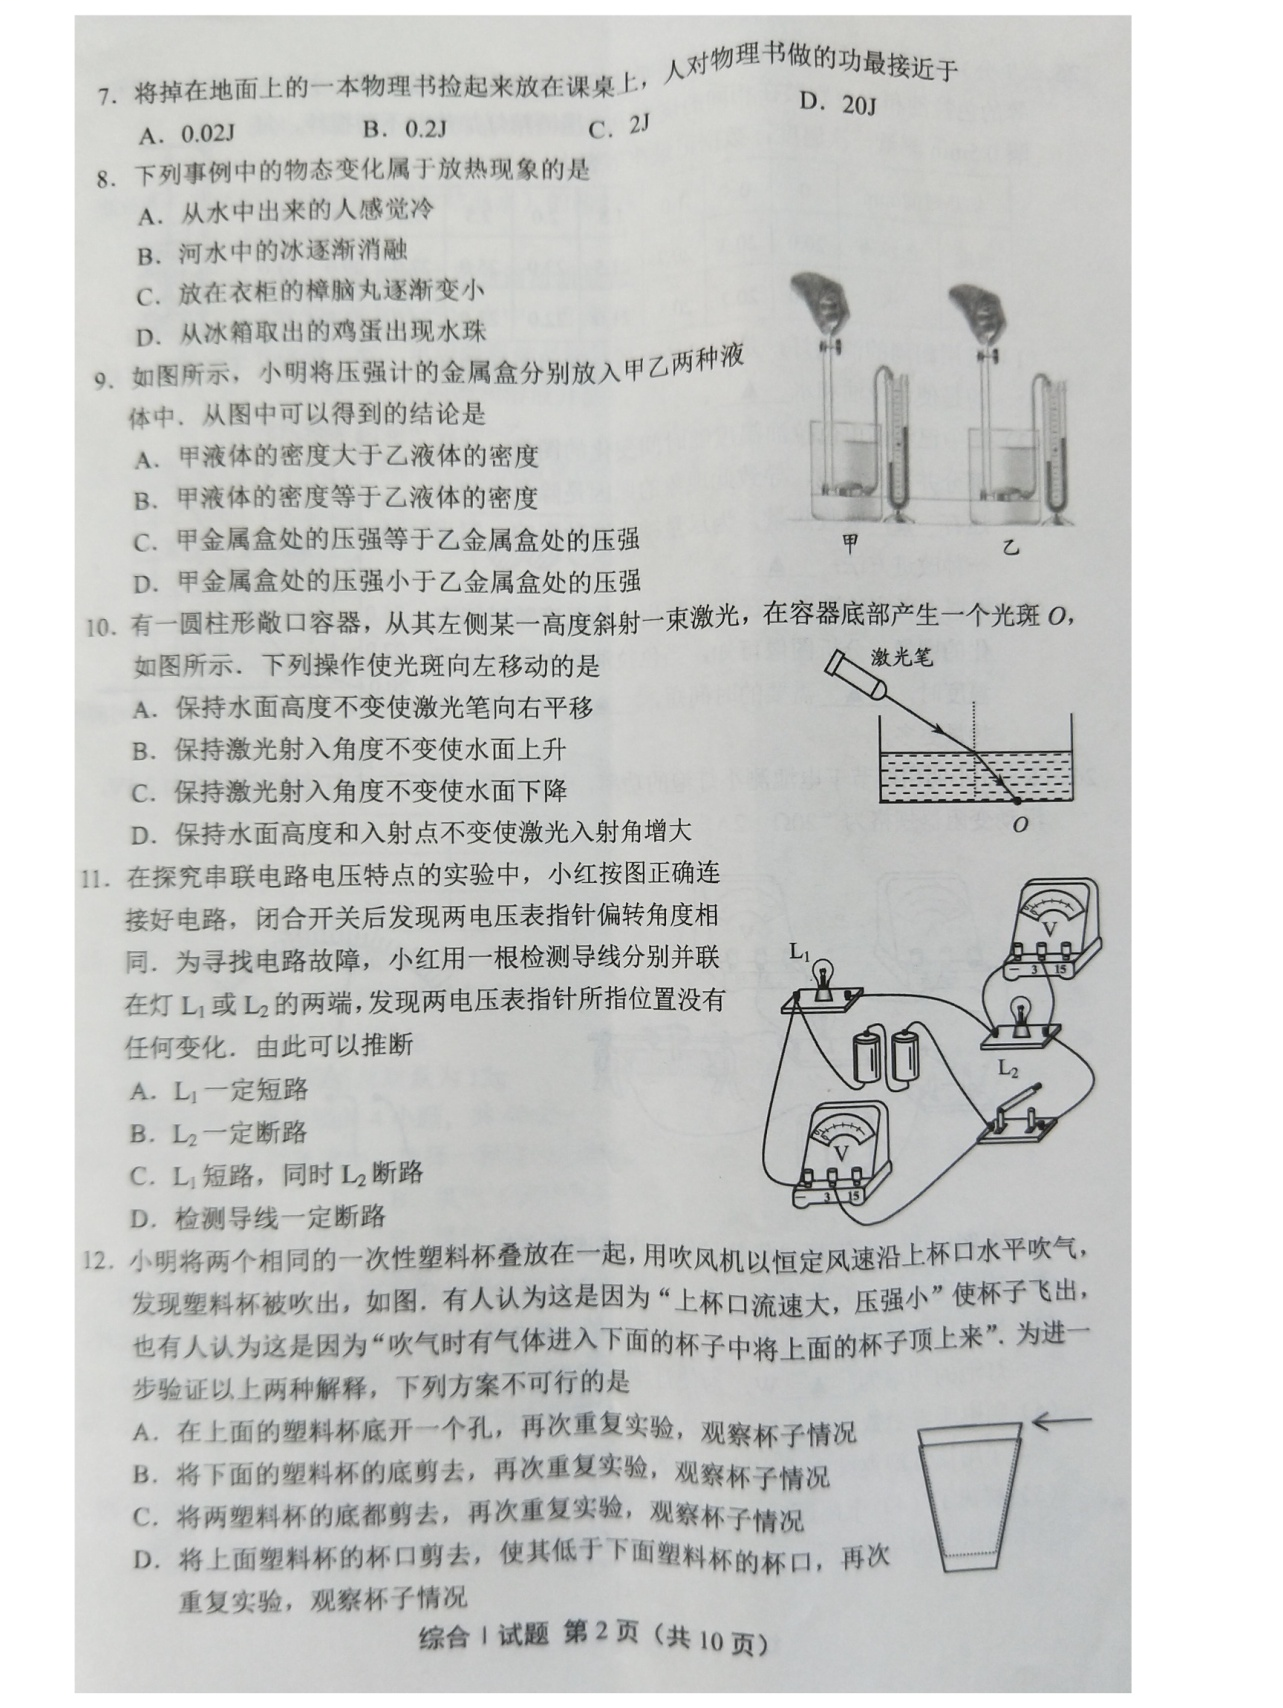 7. 将掉在地面上的一本物理书捡起来放在课桌上，人对物理书做的功最接近于
A. 0.02J B. 0.2J C. 2J D. 20J
8. 下列事例中的物态变化属于放热现象的是
A. 从水中出来的人感觉冷
B. 河水中的冰逐渐消融
C. 放在衣柜的樟脑丸逐渐变小
D. 从冰箱取出的鸡蛋出现水珠
9. 如图所示，小明将压强计的金属盒分别放入甲乙两种液
体中．从图中可以得到的结论是
A. 甲液体的密度大于乙液体的密度
B. 甲液体的密度等于乙液体的密度
C. 甲金属盒处的压强等于乙金属盒处的压强
D. 甲金属盒处的压强小于乙金属盒处的压强
甲 乙
10. 有一圆柱形敞口容器，从其左侧某一高度斜射一束激光，在容器底部产生一个光斑 O，
如图所示．下列操作使光斑向左移动的是
A. 保持水面高度不变使激光笔向右平移
B. 保持激光射入角度不变使水面上升
C. 保持激光射入角度不变使水面下降
D. 保持水面高度和入射点不变使激光入射角增大
激光笔
O
11. 在探究串联电路电压特点的实验中，小红按图正确连
接好电路，闭合开关后发现两电压表指针偏转角度相
同．为寻找电路故障，小红用一根检测导线分别并联
在灯 L₁ 或 L₂ 的两端，发现两电压表指针所指位置没有
任何变化．由此可以推断
A. L₁ 一定短路
B. L₂ 一定断路
C. L₁ 短路，同时 L₂ 断路
D. 检测导线一定断路
L₁
V
− 3 15
L₂
V
− 3 15
12. 小明将两个相同的一次性塑料杯叠放在一起，用吹风机以恒定风速沿上杯口水平吹气，
发现塑料杯被吹出，如图．有人认为这是因为“上杯口流速大，压强小”使杯子飞出，
也有人认为这是因为“吹气时有气体进入下面的杯子中将上面的杯子顶上来”．为进一
步验证以上两种解释，下列方案不可行的是
A. 在上面的塑料杯底开一个孔，再次重复实验，观察杯子情况
B. 将下面的塑料杯的底剪去，再次重复实验，观察杯子情况
C. 将两塑料杯的底都剪去，再次重复实验，观察杯子情况
D. 将上面塑料杯的杯口剪去，使其低于下面塑料杯的杯口，再次
重复实验，观察杯子情况
综合 I 试题 第 2 页（共 10 页）